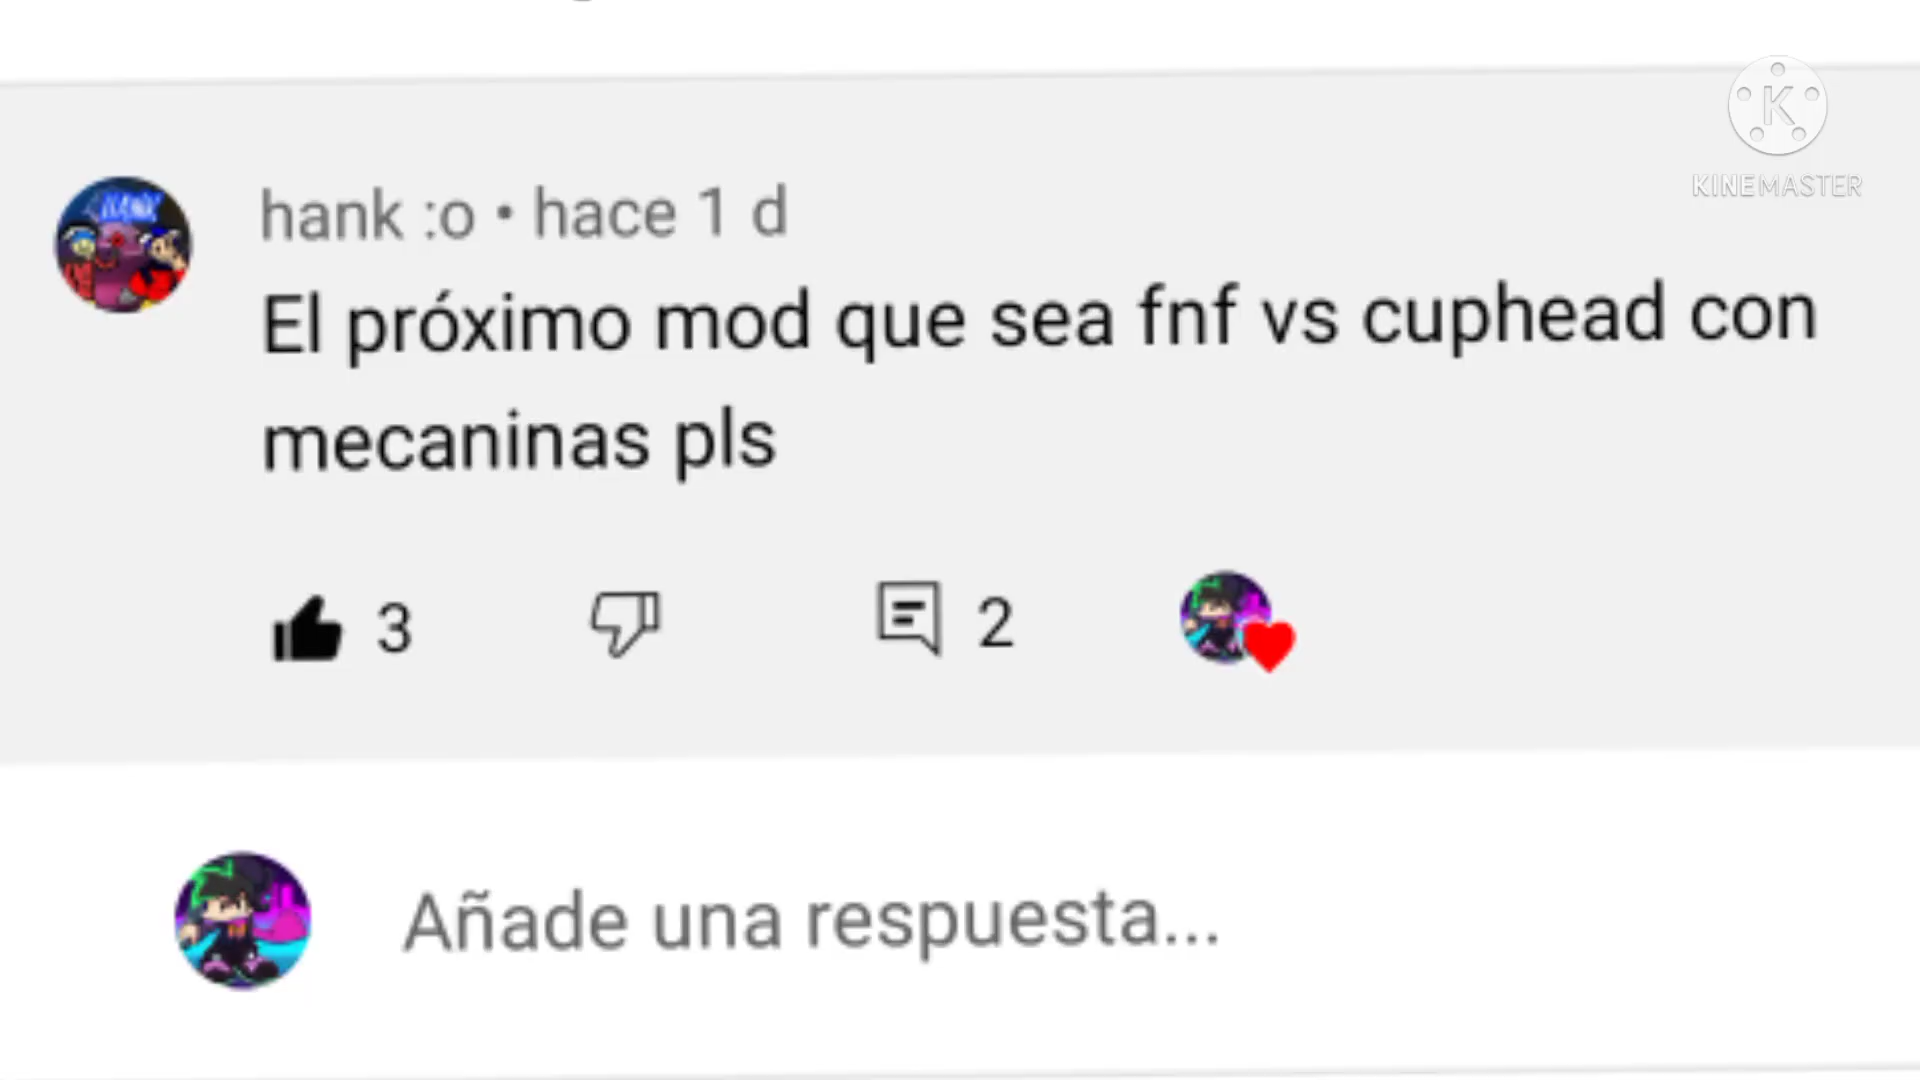 K
KINEMASTER
hank :o • hace 1 d
El próximo mod que sea fnf vs cuphead con
mecaninas pls
3
2
Añade una respuesta...